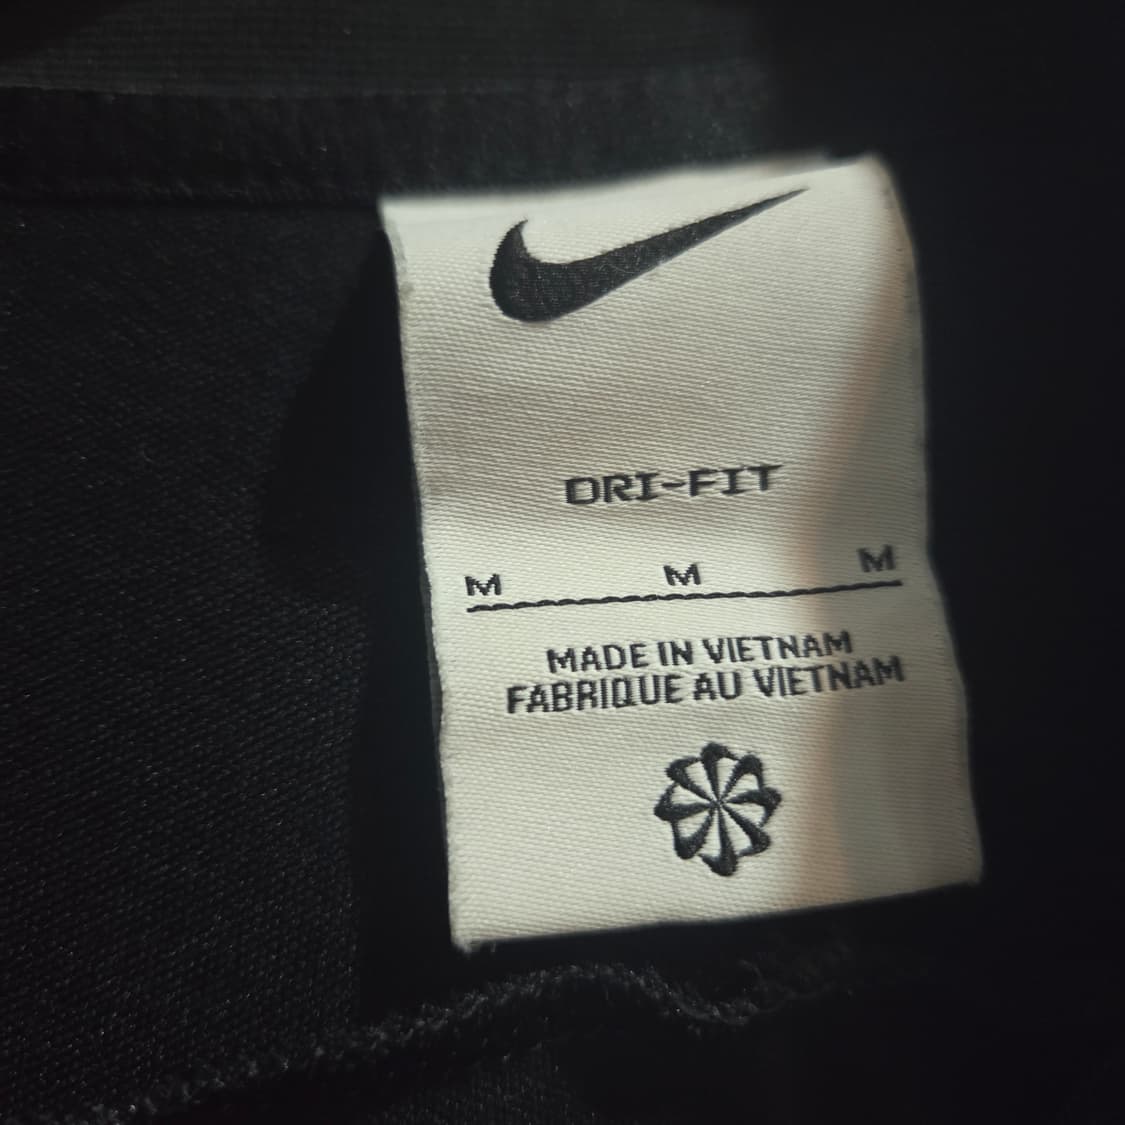 DRI-FIT
M M M
MADE IN VIETNAM
FABRIQUE AU VIETNAM